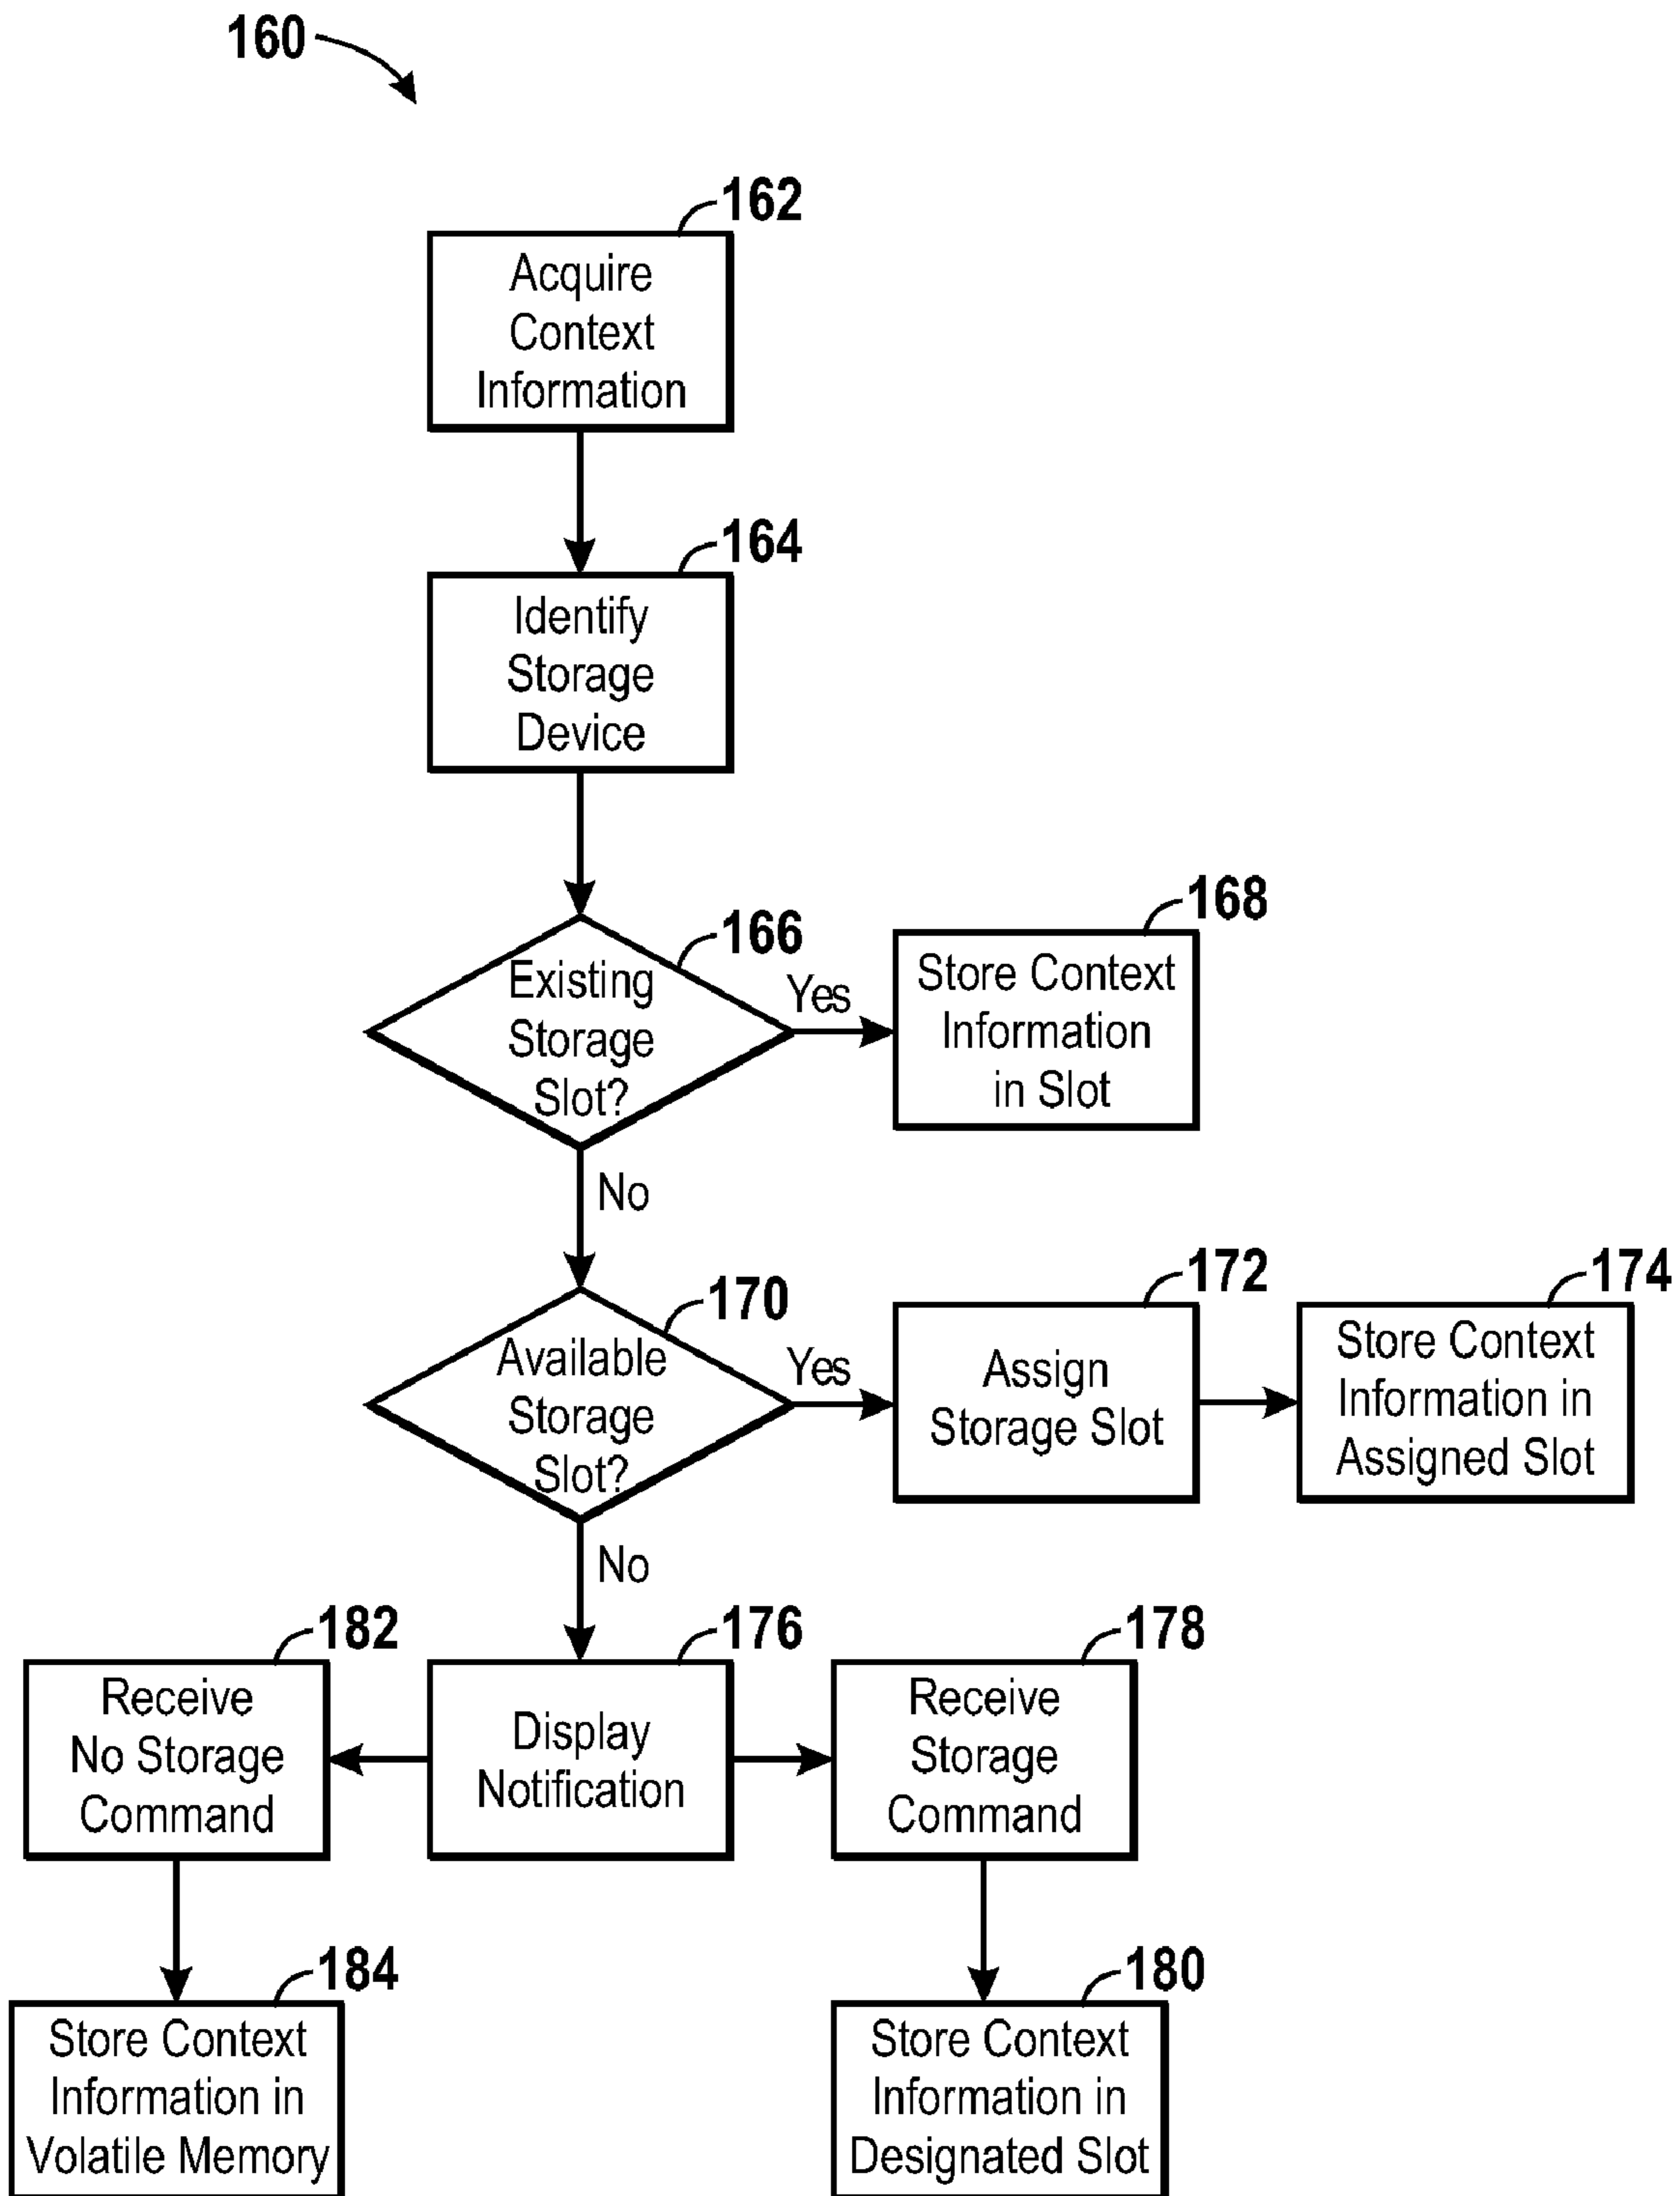 160
162
Acquire
Context
Information
164
Identify
Storage
Device
166
Existing
Storage
Slot?
Yes
168
Store Context
Information
in Slot
No
170
Available
Storage
Slot?
Yes
172
Assign
Storage Slot
174
Store Context
Information in
Assigned Slot
No
182
Receive
No Storage
Command
176
Display
Notification
178
Receive
Storage
Command
184
Store Context
Information in
Volatile Memory
180
Store Context
Information in
Designated Slot